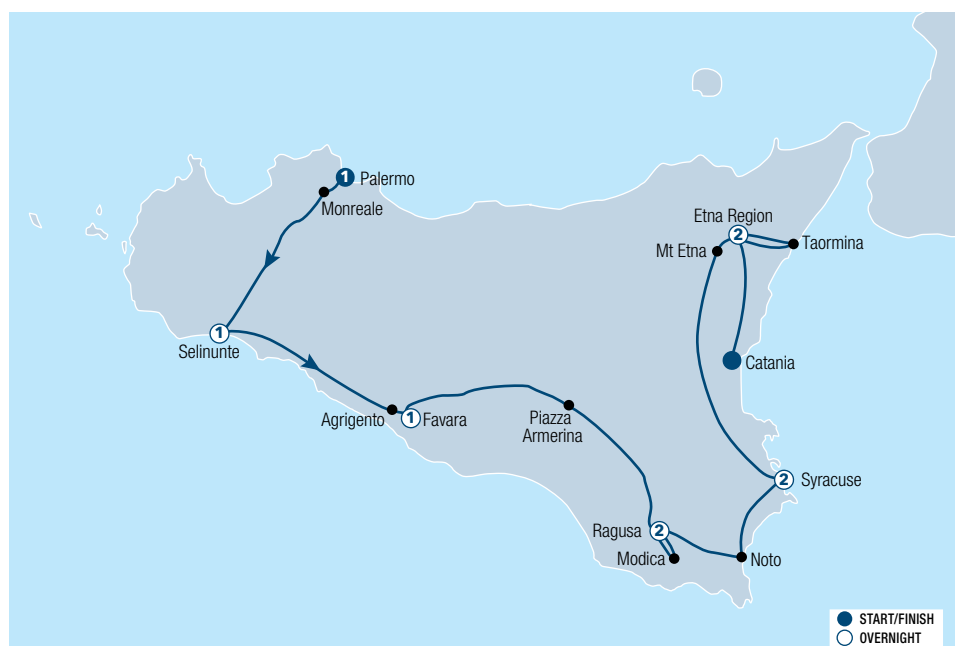 1
Palermo
Monreale
Etna Region
2
Taormina
Mt Etna
1
Selinunte
Catania
Agrigento
1
Favara
Piazza
Armerina
2
Syracuse
Ragusa
2
Modica
Noto
START/FINISH
OVERNIGHT